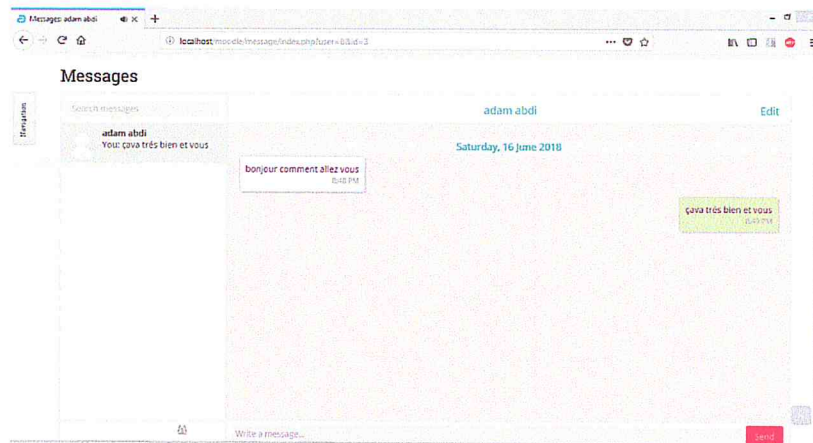 Messages: adam abdi
localhost/moodle/message/index.php?user=6&id=3
Messages
Navigation
Search messages
adam abdi
You: çava trés bien et vous
adam abdi
Edit
Saturday, 16 June 2018
bonjour comment allez vous
8:48 PM
çava trés bien et vous
8:49 PM
Write a message...
Send